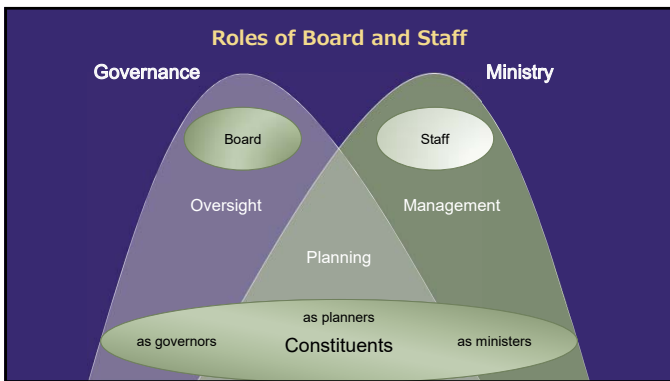 Roles of Board and Staff
Governance
Ministry
Board
Staff
Oversight
Management
Planning
as planners
as governors
Constituents
as ministers